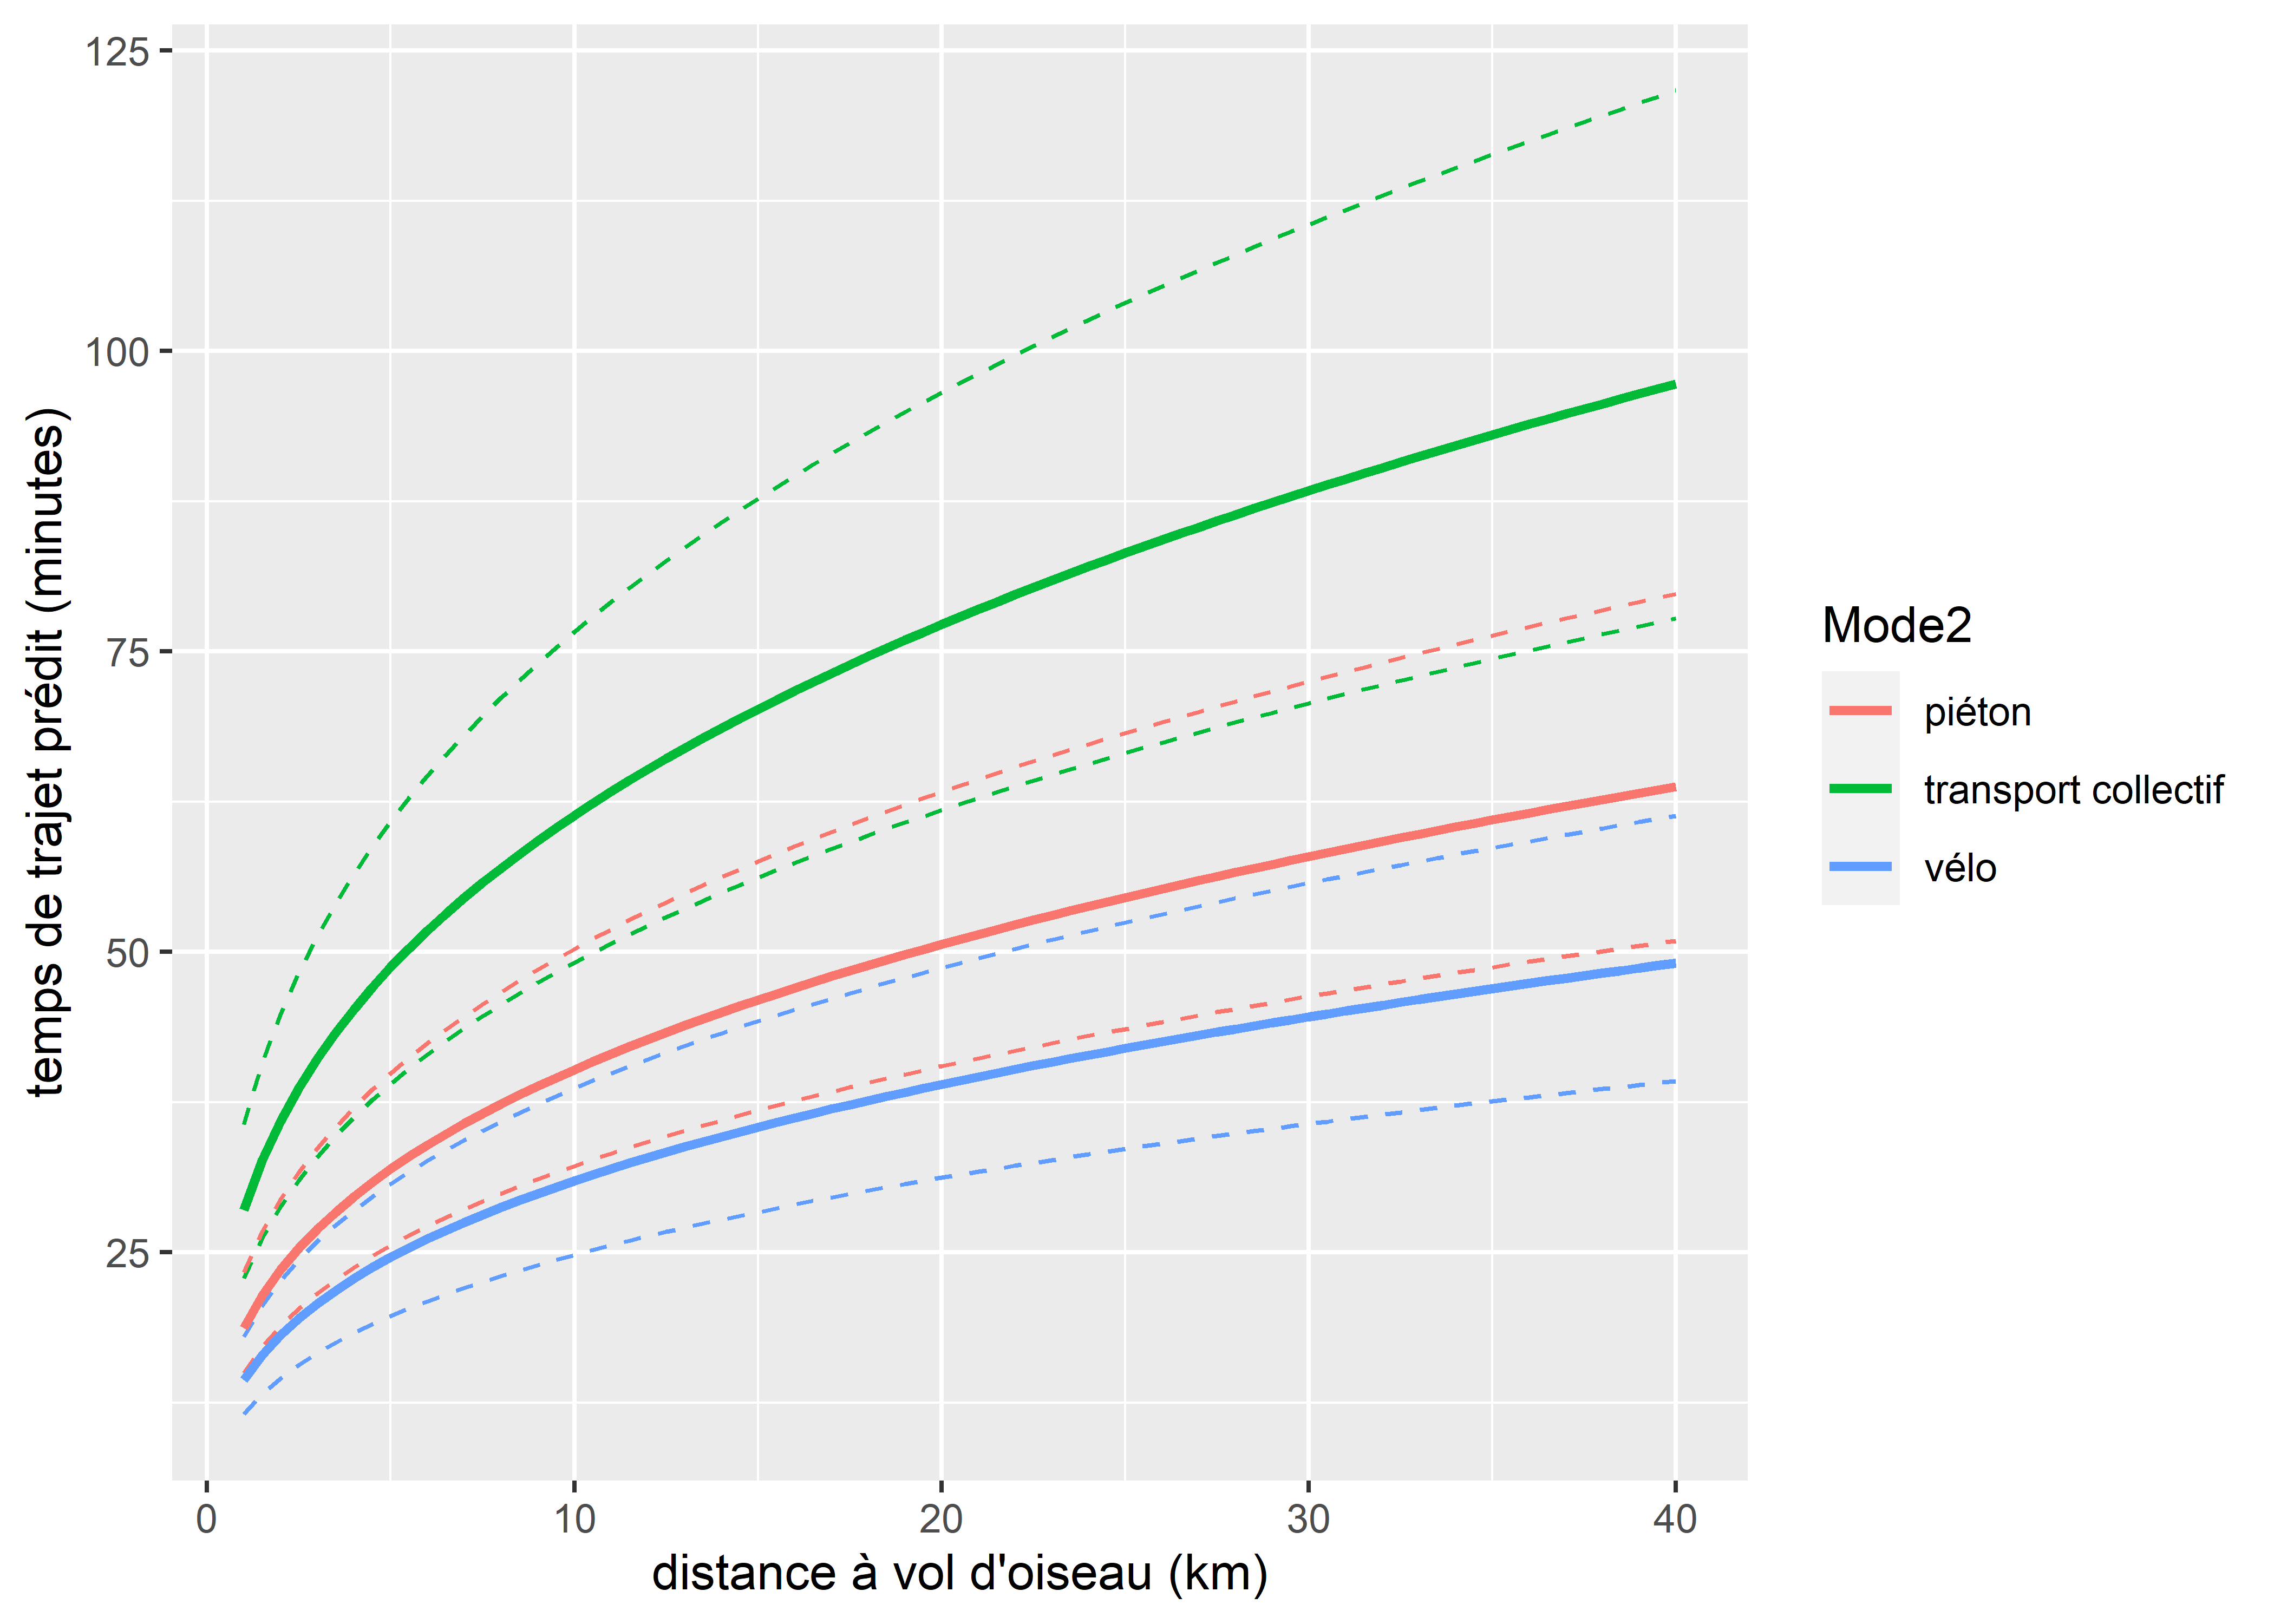 temps de trajet prédit (minutes)
125
100
75
50
25
0 10 20 30 40
distance à vol d'oiseau (km)
Mode2
piéton
transport collectif
vélo